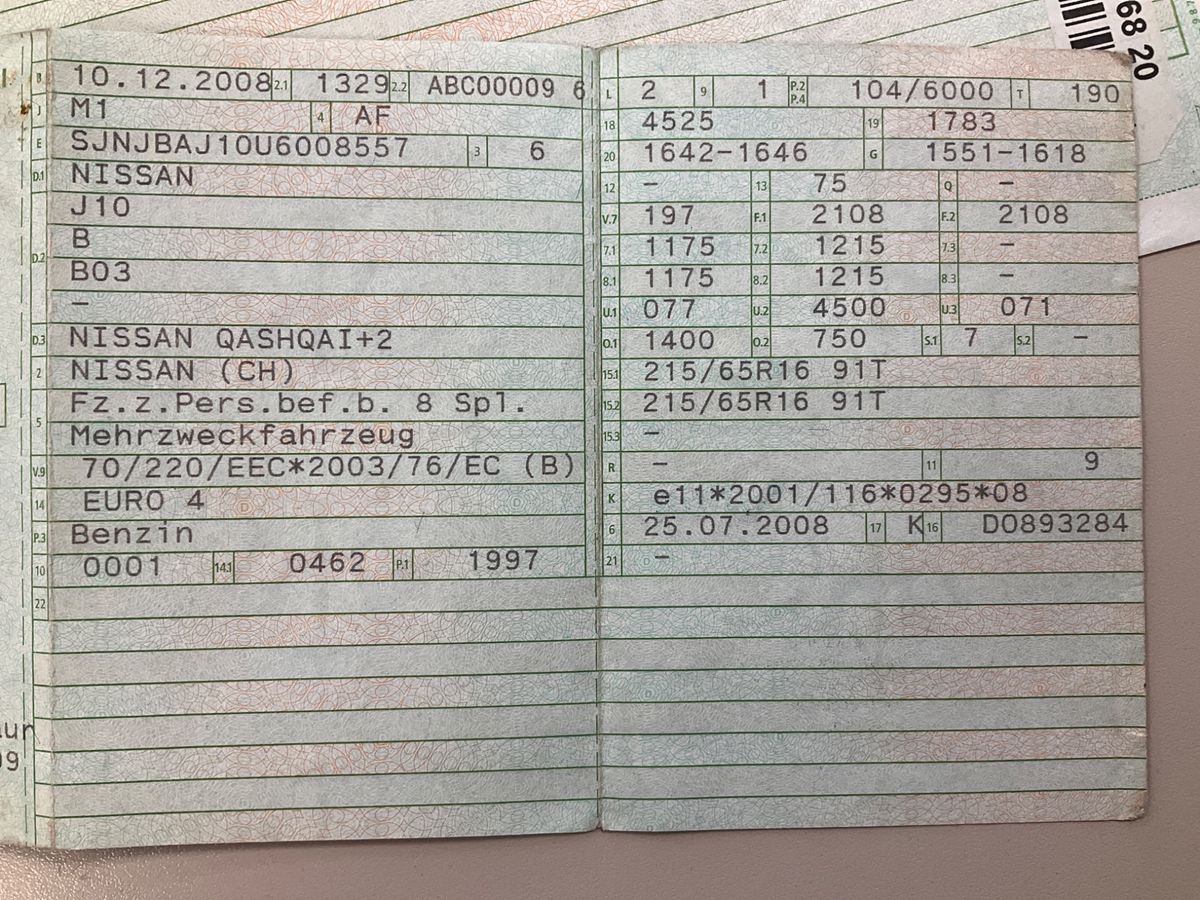 B 10.12.2008 2.1 1329 2.2 ABC00009 6
J M1 4 AF
E SJNJBAJ10U6008557 3 6
D.1 NISSAN
J10
D.2 B
B03
–
D.3 NISSAN QASHQAI+2
2 NISSAN (CH)
5 Fz.z.Pers.bef.b. 8 Spl.
Mehrzweckfahrzeug
V.9 70/220/EEC*2003/76/EC (B)
14 EURO 4
P.3 Benzin
10 0001 14.1 0462 P.1 1997
22
L 2 9 1 P.2 P.4 104/6000 T 190
18 4525 19 1783
20 1642-1646 G 1551-1618
12 – 13 75 Q –
V.7 197 F.1 2108 F.2 2108
7.1 1175 7.2 1215 7.3 –
8.1 1175 8.2 1215 8.3 –
U.1 077 U.2 4500 U.3 071
O.1 1400 O.2 750 S.1 7 S.2 –
15.1 215/65R16 91T
15.2 215/65R16 91T
15.3 –
R – 11 9
K e11*2001/116*0295*08
6 25.07.2008 17 K 16 D0893284
21 –
68 20